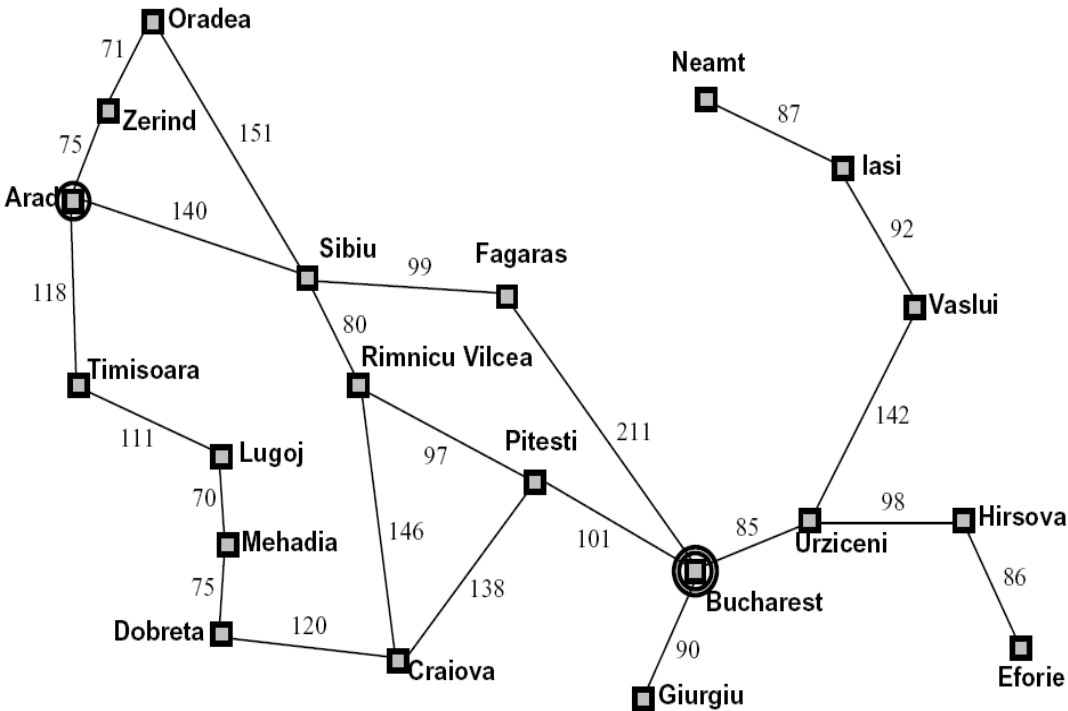 Oradea
71
Neamt
87
Zerind
151
75
Iasi
Arad
140
92
Sibiu
Fagaras
99
118
Vaslui
80
Timisoara
Rimnicu Vilcea
142
211
111
Pitesti
Lugoj
97
70
98
Hirsova
146
85
Urziceni
Mehadia
101
86
75
138
Bucharest
Dobreta
120
90
Craiova
Eforie
Giurgiu